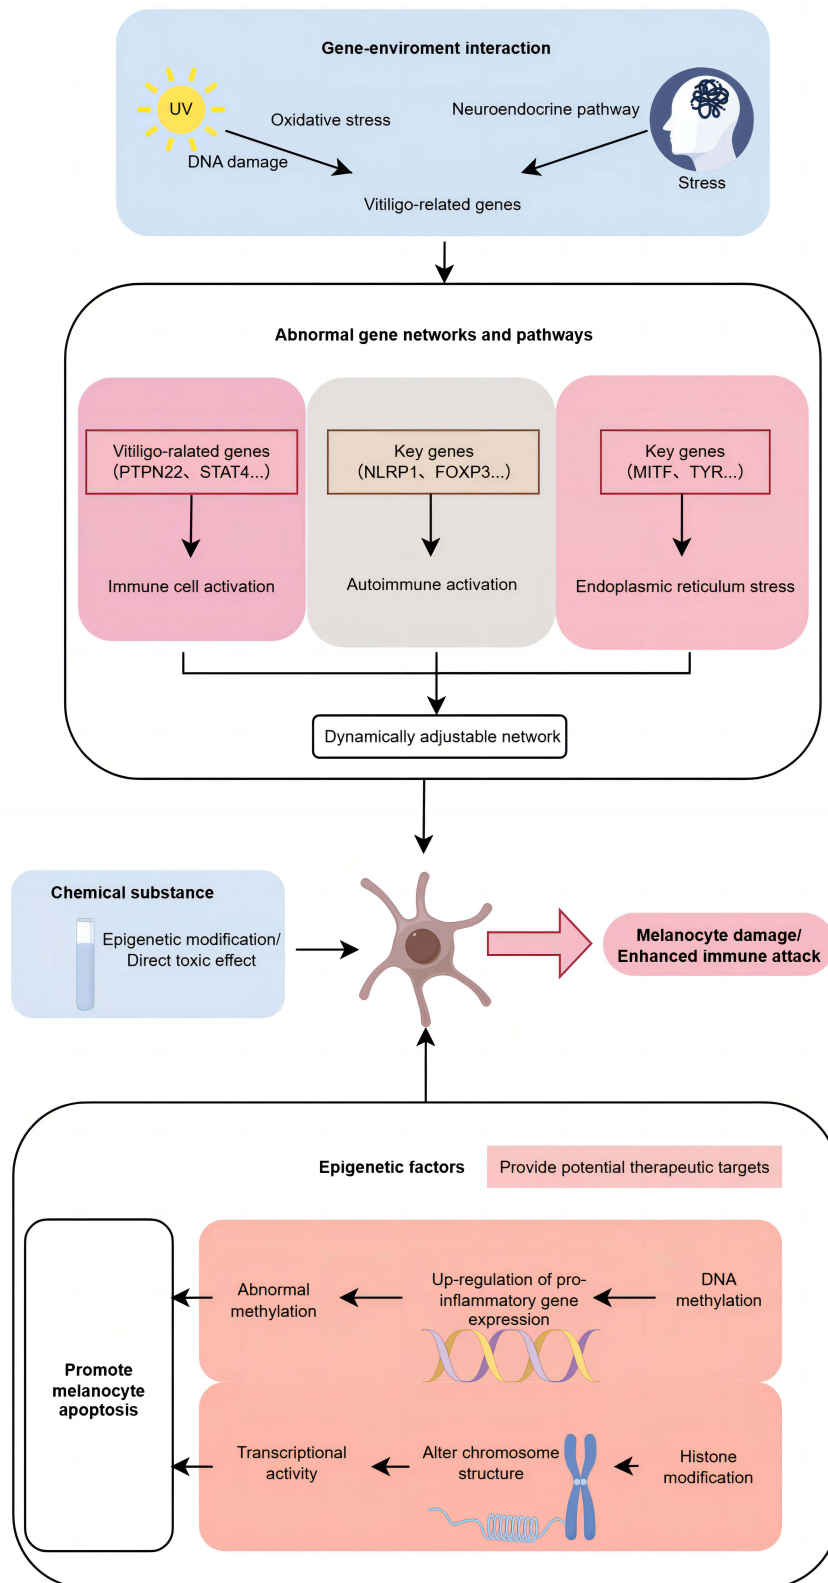 Gene-enviroment interaction
UV
Oxidative stress
Neuroendocrine pathway
DNA damage
Stress
Vitiligo-related genes
Abnormal gene networks and pathways
Vitiligo-ralated genes
(PTPN22、STAT4...)
Key genes
(NLRP1、FOXP3...)
Key genes
(MITF、TYR...)
Immune cell activation
Autoimmune activation
Endoplasmic reticulum stress
Dynamically adjustable network
Chemical substance
Epigenetic modification/
Direct toxic effect
Melanocyte damage/
Enhanced immune attack
Epigenetic factors
Provide potential therapeutic targets
Promote
melanocyte
apoptosis
Abnormal
methylation
Up-regulation of pro-
inflammatory gene
expression
DNA
methylation
Transcriptional
activity
Alter chromosome
structure
Histone
modification